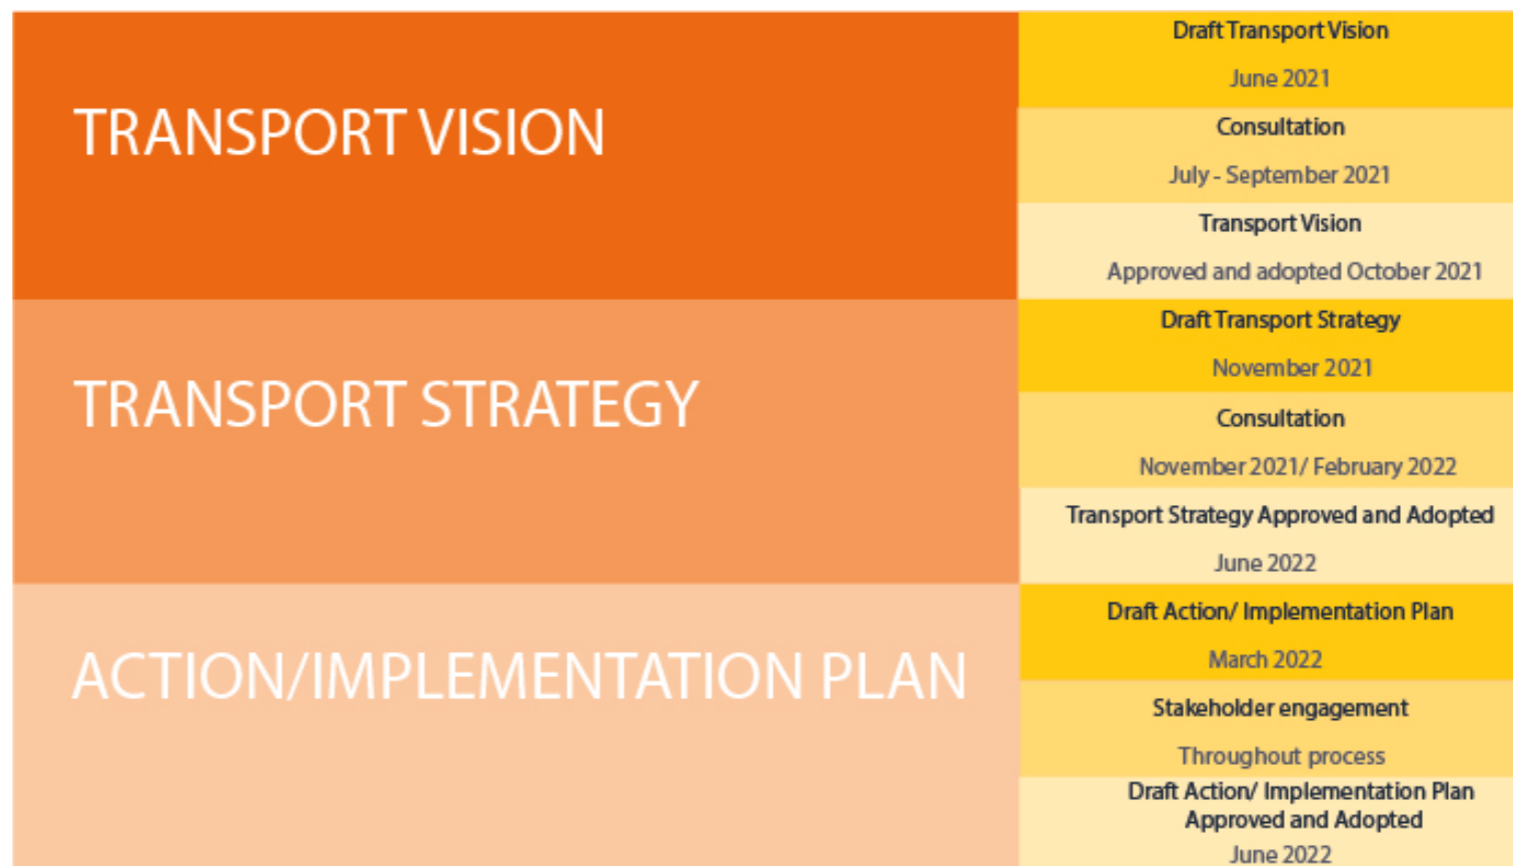 TRANSPORT VISION
Draft Transport Vision
June 2021
Consultation
July - September 2021
Transport Vision
Approved and adopted October 2021
TRANSPORT STRATEGY
Draft Transport Strategy
November 2021
Consultation
November 2021/ February 2022
Transport Strategy Approved and Adopted
June 2022
ACTION/IMPLEMENTATION PLAN
Draft Action/ Implementation Plan
March 2022
Stakeholder engagement
Throughout process
Draft Action/ Implementation Plan
Approved and Adopted
June 2022